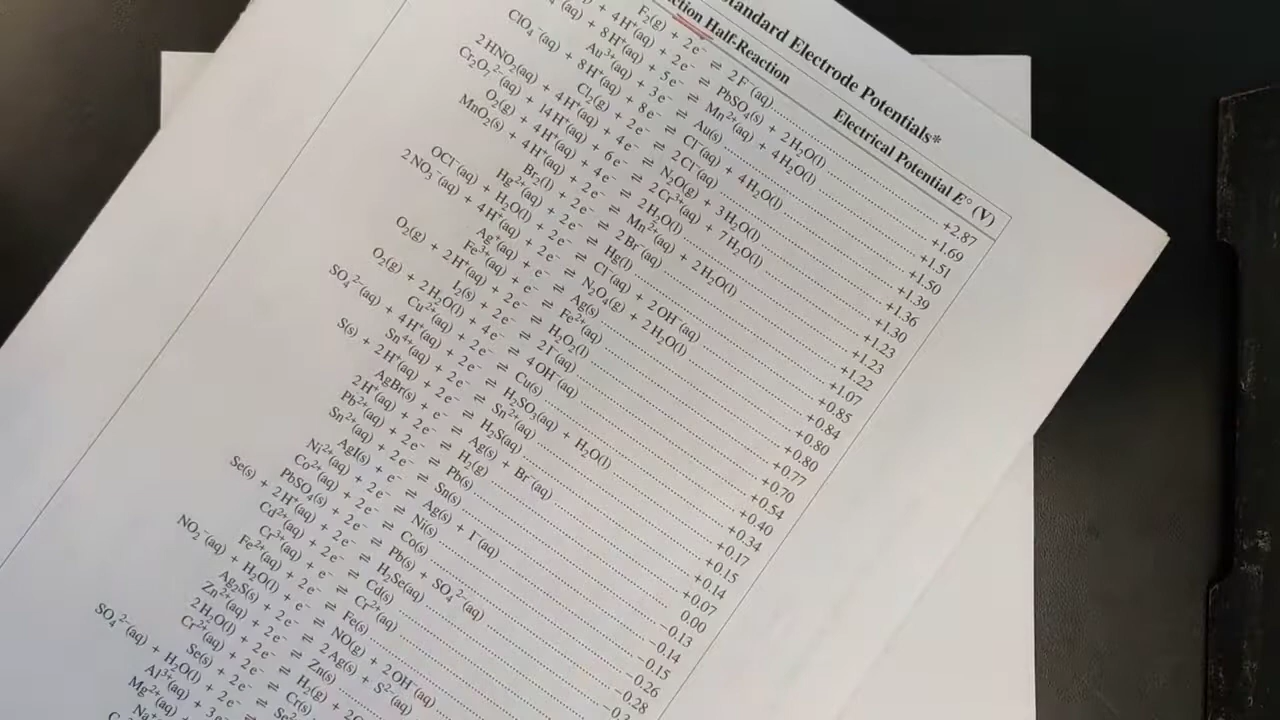 Standard Electrode Potentials*
Half-Reaction Electrical Potential E° (V)
F₂(g) + 2e⁻ ⇌ 2F⁻(aq) +2.87
+ 4H⁺(aq) + 2e⁻ ⇌ PbSO₄(s) + 2H₂O(l) +1.69
(aq) + 8H⁺(aq) + 5e⁻ ⇌ Mn²⁺(aq) + 4H₂O(l) +1.51
Au³⁺(aq) + 3e⁻ ⇌ Au(s) +1.50
ClO₄⁻(aq) + 8H⁺(aq) + 8e⁻ ⇌ Cl⁻(aq) + 4H₂O(l) +1.39
Cl₂(g) + 2e⁻ ⇌ 2Cl⁻(aq) +1.36
2HNO₂(aq) + 4H⁺(aq) + 4e⁻ ⇌ N₂O(g) + 3H₂O(l) +1.30
Cr₂O₇²⁻(aq) + 14H⁺(aq) + 6e⁻ ⇌ 2Cr³⁺(aq) + 7H₂O(l) +1.23
O₂(g) + 4H⁺(aq) + 4e⁻ ⇌ 2H₂O(l) +1.23
MnO₂(s) + 4H⁺(aq) + 2e⁻ ⇌ Mn²⁺(aq) + 2H₂O(l) +1.22
Br₂(l) + 2e⁻ ⇌ 2Br⁻(aq) +1.07
Hg²⁺(aq) + 2e⁻ ⇌ Hg(l) +0.85
OCl⁻(aq) + H₂O(l) + 2e⁻ ⇌ Cl⁻(aq) + 2OH⁻(aq) +0.84
2NO₃⁻(aq) + 4H⁺(aq) + 2e⁻ ⇌ N₂O₄(g) + 2H₂O(l) +0.80
Ag⁺(aq) + e⁻ ⇌ Ag(s) +0.80
Fe³⁺(aq) + e⁻ ⇌ Fe²⁺(aq) +0.77
O₂(g) + 2H⁺(aq) + 2e⁻ ⇌ H₂O₂(l) +0.70
I₂(s) + 2e⁻ ⇌ 2I⁻(aq) +0.54
O₂(g) + 2H₂O(l) + 4e⁻ ⇌ 4OH⁻(aq) +0.40
Cu²⁺(aq) + 2e⁻ ⇌ Cu(s) +0.34
SO₄²⁻(aq) + 4H⁺(aq) + 2e⁻ ⇌ H₂SO₃(aq) + H₂O(l) +0.17
Sn⁴⁺(aq) + 2e⁻ ⇌ Sn²⁺(aq) +0.15
S(s) + 2H⁺(aq) + 2e⁻ ⇌ H₂S(aq) +0.14
AgBr(s) + e⁻ ⇌ Ag(s) + Br⁻(aq) +0.07
2H⁺(aq) + 2e⁻ ⇌ H₂(g) 0.00
Pb²⁺(aq) + 2e⁻ ⇌ Pb(s) −0.13
Sn²⁺(aq) + 2e⁻ ⇌ Sn(s) −0.14
AgI(s) + e⁻ ⇌ Ag(s) + I⁻(aq) −0.15
Ni²⁺(aq) + 2e⁻ ⇌ Ni(s) −0.26
Co²⁺(aq) + 2e⁻ ⇌ Co(s) −0.28
PbSO₄(s) + 2e⁻ ⇌ Pb(s) + SO₄²⁻(aq)
Se(s) + 2H⁺(aq) + 2e⁻ ⇌ H₂Se(aq)
Cd²⁺(aq) + 2e⁻ ⇌ Cd(s)
Cr³⁺(aq) + e⁻ ⇌ Cr²⁺(aq)
Fe²⁺(aq) + 2e⁻ ⇌ Fe(s)
NO₂⁻(aq) + H₂O(l) + e⁻ ⇌ NO(g) + 2OH⁻(aq)
Ag₂S(s) + 2e⁻ ⇌ 2Ag(s) + S²⁻(aq)
Zn²⁺(aq) + 2e⁻ ⇌ Zn(s)
2H₂O(l) + 2e⁻ ⇌ H₂(g) +
Cr²⁺(aq) + 2e⁻ ⇌ Cr(s)
Se(s) + 2e⁻ ⇌
SO₄²⁻(aq) + H₂O(l) + 2e⁻
Al³⁺(aq) + 3e⁻
Mg²⁺(aq) +
Na⁺